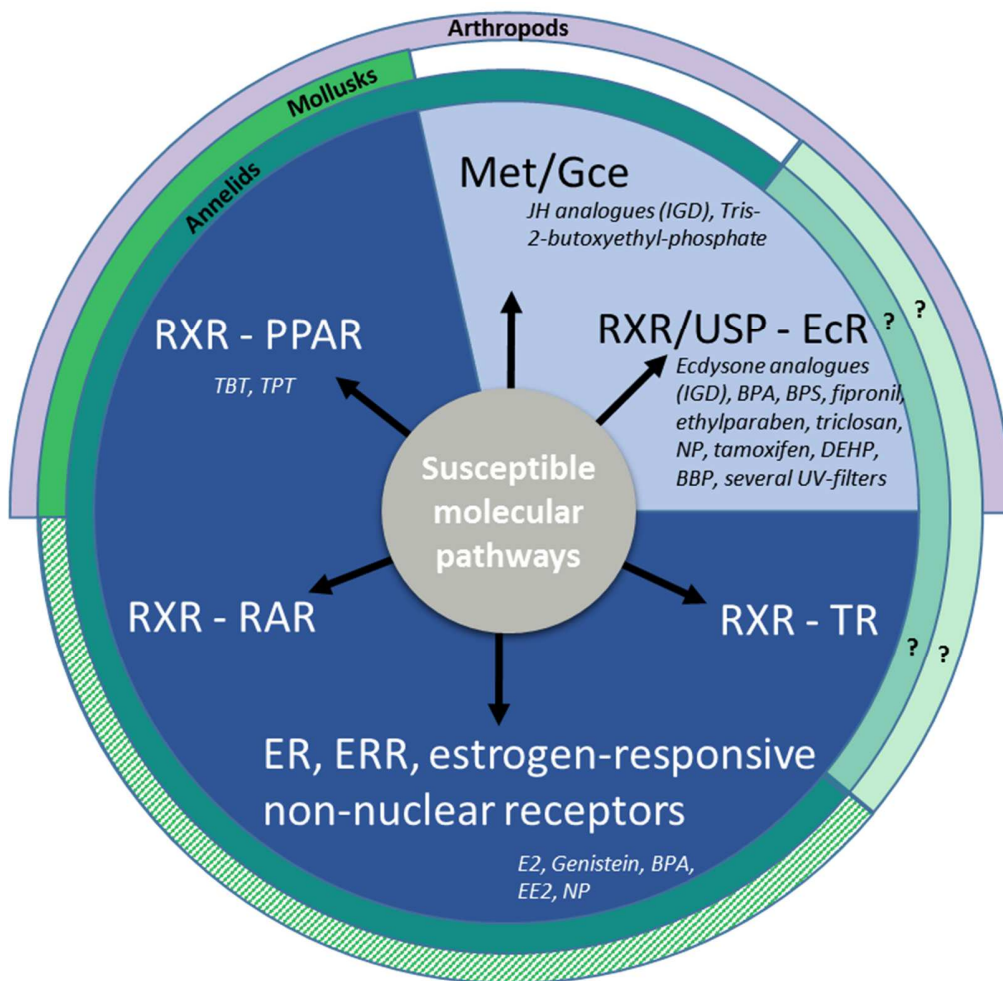 Arthropods
Mollusks
Annelids
Met/Gce
JH analogues (IGD), Tris-
2-butoxyethyl-phosphate
RXR - PPAR
TBT, TPT
RXR/USP - EcR
? ?
Ecdysone analogues
(IGD), BPA, BPS, fipronil,
ethylparaben, triclosan,
NP, tamoxifen, DEHP,
BBP, several UV-filters
Susceptible
molecular
pathways
RXR - RAR
RXR - TR
? ?
ER, ERR, estrogen-responsive
non-nuclear receptors
E2, Genistein, BPA,
EE2, NP